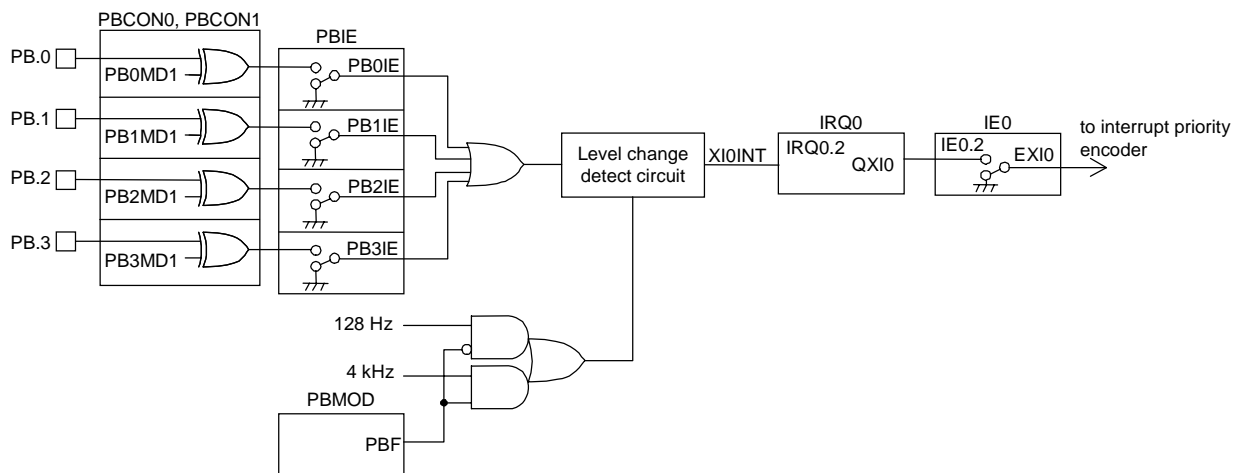 PBCON0, PBCON1
PBIE
PB.0
PB0MD1
PB0IE
PB.1
PB1MD1
PB1IE
PB.2
PB2MD1
PB2IE
PB.3
PB3MD1
PB3IE
Level change
detect circuit
XI0INT
IRQ0
IRQ0.2
QXI0
IE0
IE0.2
EXI0
to interrupt priority
encoder
128 Hz
4 kHz
PBMOD
PBF